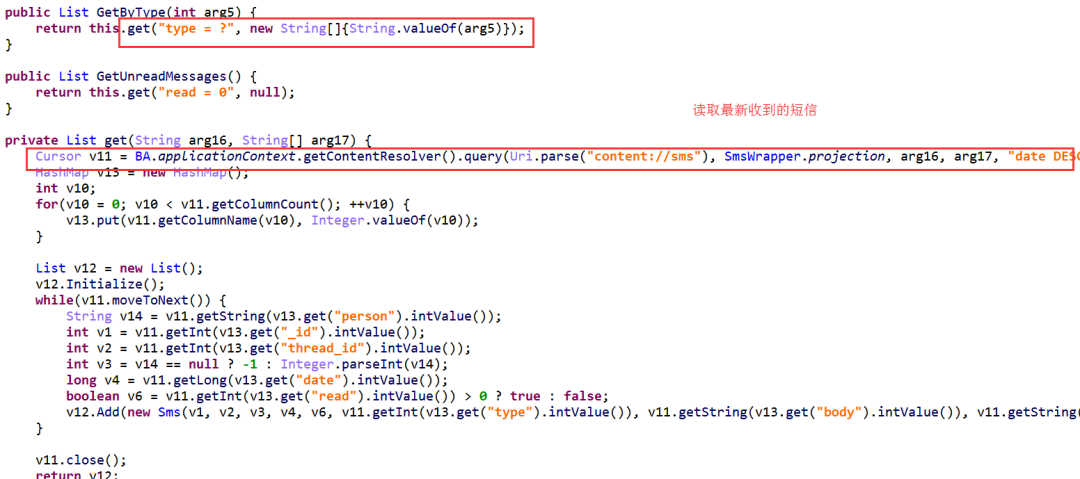 public List GetByType(int arg5) {
    return this.get("type = ?", new String[]{String.valueOf(arg5)});
}
public List GetUnreadMessages() {
    return this.get("read = 0", null);
}
读取最新收到的短信
private List get(String arg16, String[] arg17) {
    Cursor v11 = BA.applicationContext.getContentResolver().query(Uri.parse("content://sms"), SmsWrapper.projection, arg16, arg17, "date DESC
    HashMap v13 = new HashMap();
    int v10;
    for(v10 = 0; v10 < v11.getColumnCount(); ++v10) {
        v13.put(v11.getColumnName(v10), Integer.valueOf(v10));
    }
    List v12 = new List();
    v12.Initialize();
    while(v11.moveToNext()) {
        String v14 = v11.getString(v13.get("person").intValue());
        int v1 = v11.getInt(v13.get("_id").intValue());
        int v2 = v11.getInt(v13.get("thread_id").intValue());
        int v3 = v14 == null ? -1 : Integer.parseInt(v14);
        long v4 = v11.getLong(v13.get("date").intValue());
        boolean v6 = v11.getInt(v13.get("read").intValue()) > 0 ? true : false;
        v12.Add(new Sms(v1, v2, v3, v4, v6, v11.getInt(v13.get("type").intValue()), v11.getString(v13.get("body").intValue()), v11.getString(
    }
    v11.close();
    return v12;